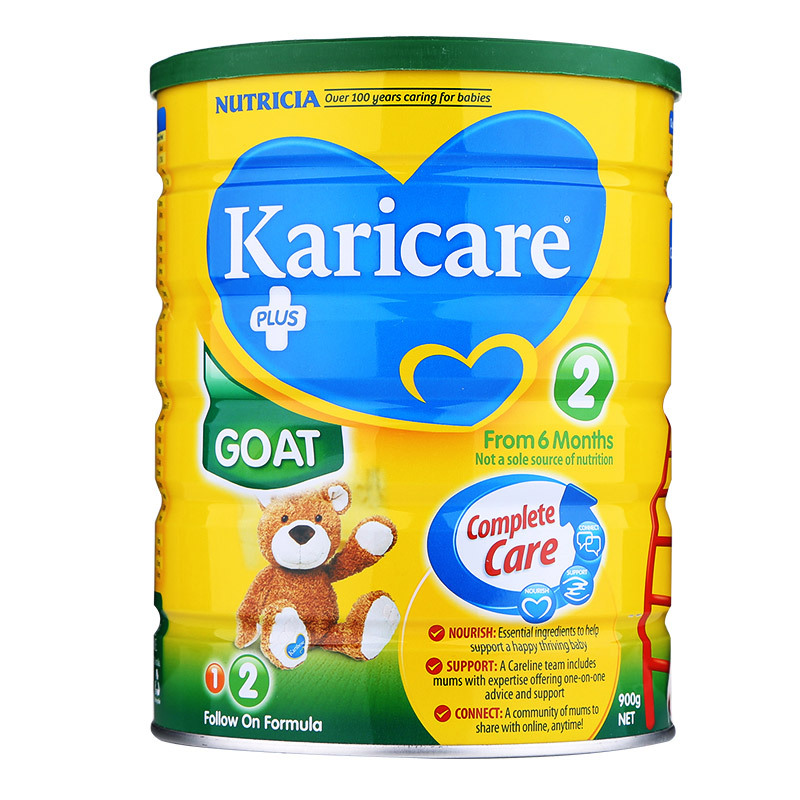 NUTRICIA Over 100 years caring for babies
Karicare®
PLUS
2
GOAT
From 6 Months
Not a sole source of nutrition
Complete
Care
CONNECT
SUPPORT
NOURISH
NOURISH: Essential ingredients to help
support a happy thriving baby
SUPPORT: A Careline team includes
mums with expertise offering one-on-one
advice and support
CONNECT: A community of mums to
share with online, anytime!
Karicare
1 2
Follow On Formula
900g
NET